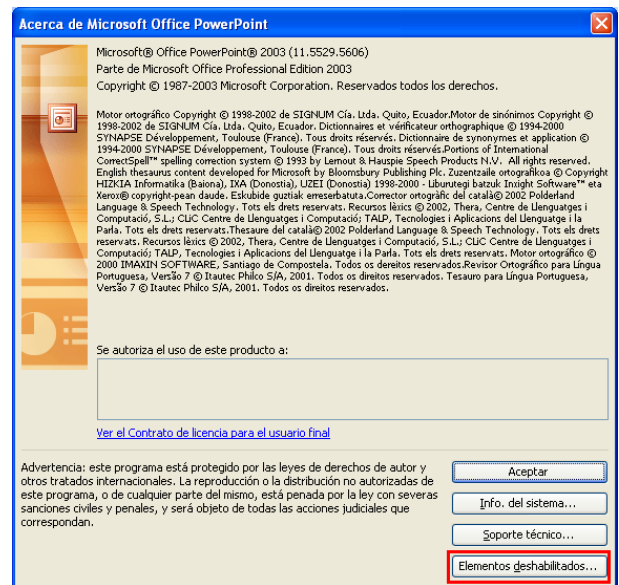 Acerca de Microsoft Office PowerPoint
Microsoft® Office PowerPoint® 2003 (11.5529.5606)
Parte de Microsoft Office Professional Edition 2003
Copyright © 1987-2003 Microsoft Corporation. Reservados todos los derechos.
Motor ortográfico Copyright © 1998-2002 de SIGNUM Cía. Ltda. Quito, Ecuador.Motor de sinónimos Copyright ©
1998-2002 de SIGNUM Cía. Ltda. Quito, Ecuador. Dictionnaires et vérificateur orthographique © 1994-2000
SYNAPSE Développement, Toulouse (France). Tous droits réservés. Dictionnaire de synonymes et application ©
1994-2000 SYNAPSE Développement, Toulouse (France). Tous droits réservés.Portions of International
CorrectSpell™ spelling correction system © 1993 by Lernout & Hauspie Speech Products N.V. All rights reserved.
English thesaurus content developed for Microsoft by Bloomsbury Publishing Plc. Zuzentzaile ortografikoa © Copyright
HIZKIA Informatika (Baiona), IXA (Donostia), UZEI (Donostia) 1998-2000 - Liburutegi batzuk Inxight Software™ eta
Xerox® copyright-pean daude. Eskubide guztiak erreserbatuta.Corrector ortogràfic del català© 2002 Polderland
Language & Speech Technology. Tots els drets reservats. Recursos lèxics © 2002, Thera, Centre de Llenguatges i
Computació, S.L.; CLiC Centre de Llenguatges i Computació; TALP, Tecnologies i Aplicacions del Llenguatge i la
Parla. Tots els drets reservats.Thesaure del català© 2002 Polderland Language & Speech Technology. Tots els drets
reservats. Recursos lèxics © 2002, Thera, Centre de Llenguatges i Computació, S.L.; CLiC Centre de Llenguatges i
Computació; TALP, Tecnologies i Aplicacions del Llenguatge i la Parla. Tots els drets reservats. Motor ortográfico ©
2000 IMAXIN SOFTWARE, Santiago de Compostela. Todos os dereitos reservados.Revisor Ortográfico para Língua
Portuguesa, Versão 7 © Itautec Philco S/A, 2001. Todos os direitos reservados. Tesauro para Língua Portuguesa,
Versão 7 © Itautec Philco S/A, 2001. Todos os direitos reservados.
Se autoriza el uso de este producto a:
Ver el Contrato de licencia para el usuario final
Advertencia: este programa está protegido por las leyes de derechos de autor y
otros tratados internacionales. La reproducción o la distribución no autorizadas de
este programa, o de cualquier parte del mismo, está penada por la ley con severas
sanciones civiles y penales, y será objeto de todas las acciones judiciales que
correspondan.
Aceptar
Info. del sistema...
Soporte técnico...
Elementos deshabilitados...